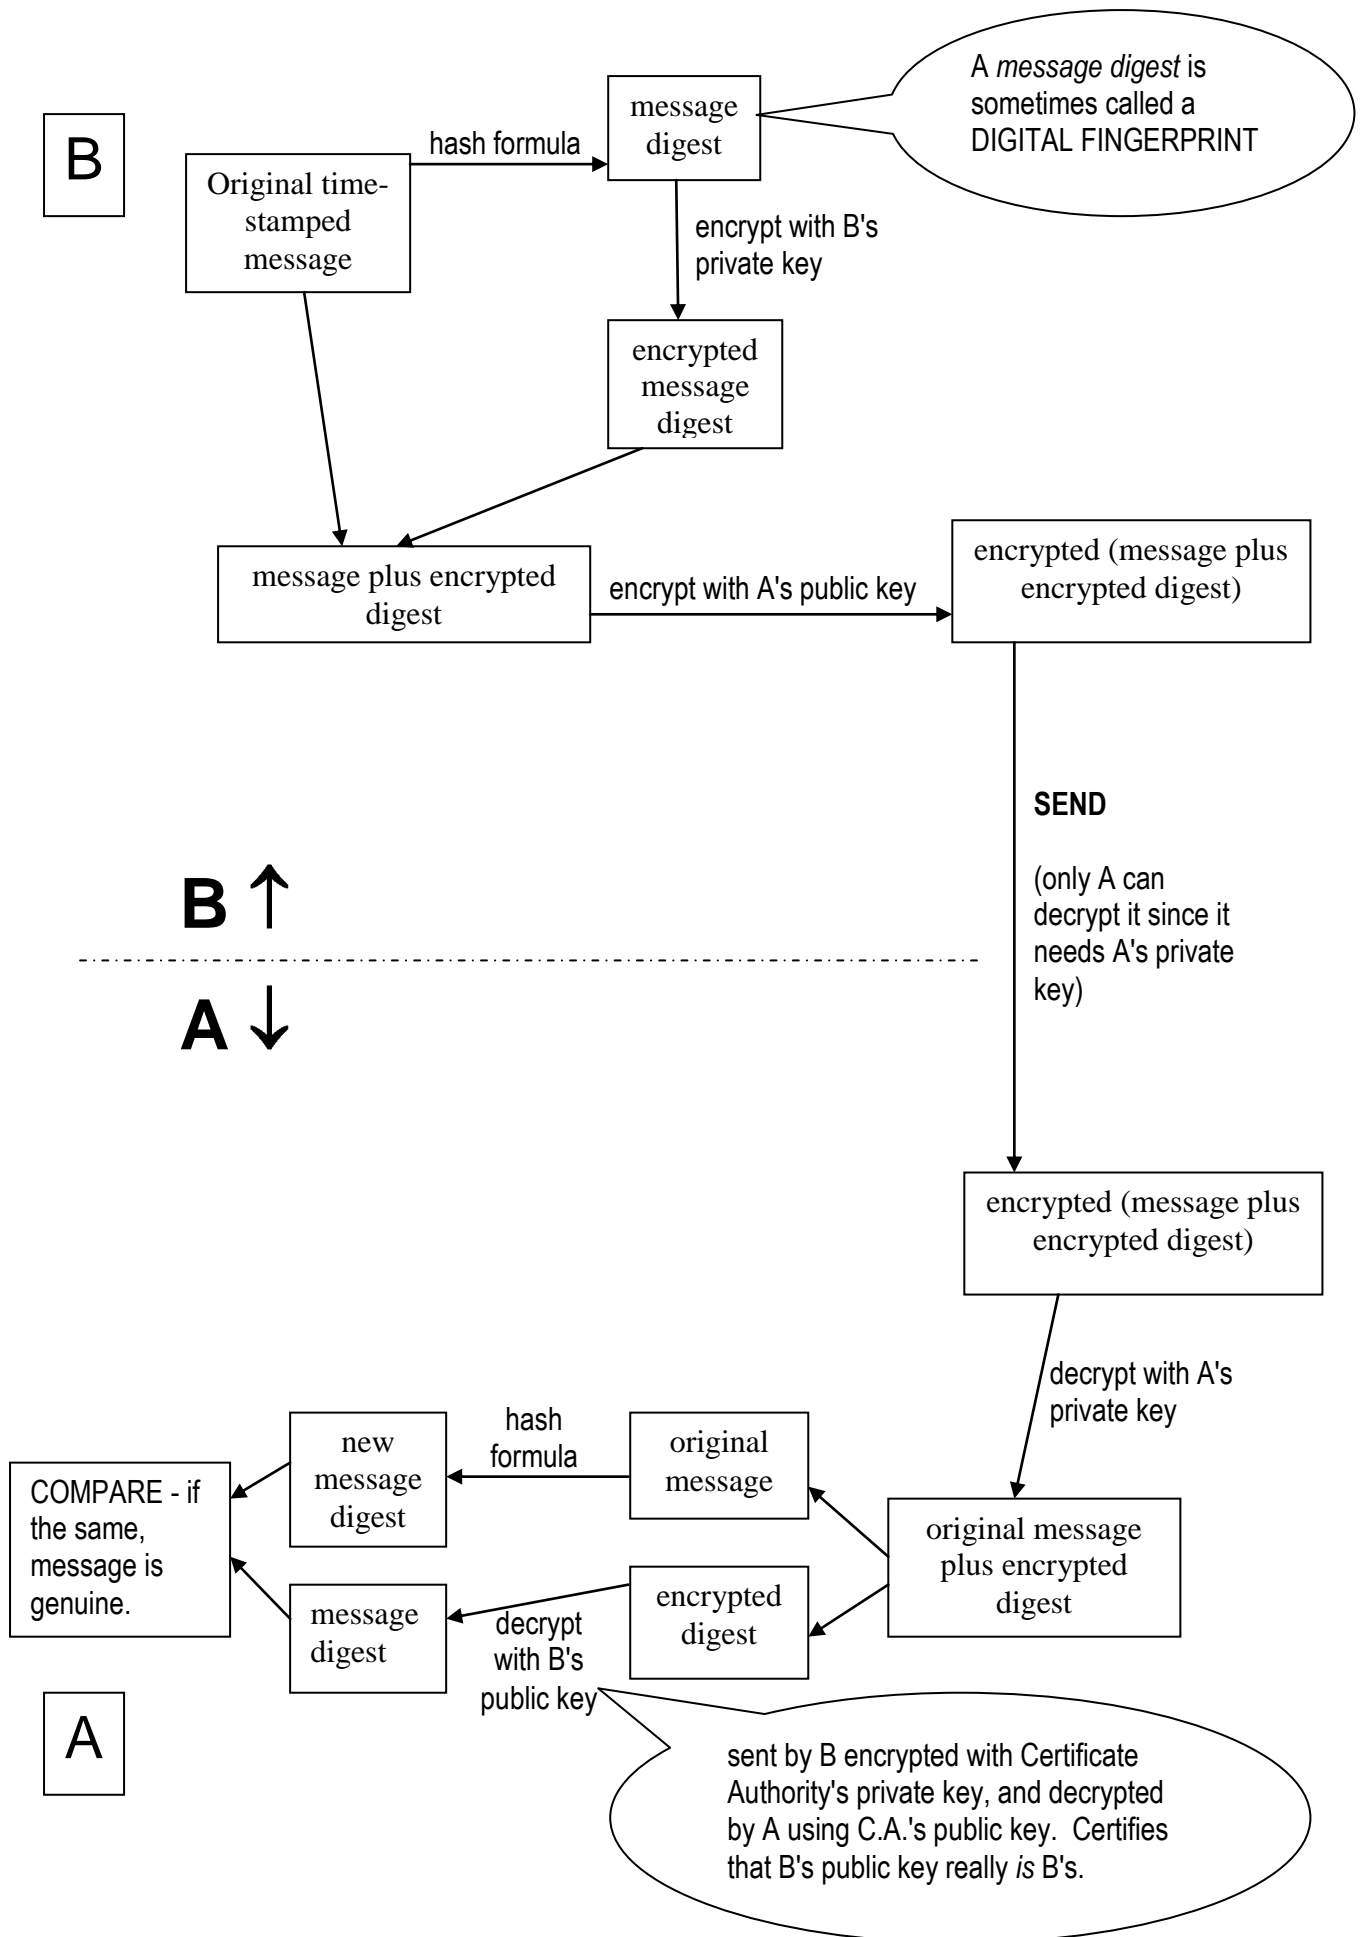 A message digest is
sometimes called a
DIGITAL FINGERPRINT
B
message
digest
hash formula
Original time-
stamped
message
encrypt with B's
private key
encrypted
message
digest
message plus encrypted
digest
encrypt with A's public key
encrypted (message plus
encrypted digest)
SEND
(only A can
decrypt it since it
needs A's private
key)
B ↑
A ↓
encrypted (message plus
encrypted digest)
decrypt with A's
private key
original message
plus encrypted
digest
original
message
hash
formula
new
message
digest
encrypted
digest
decrypt
with B's
public key
message
digest
COMPARE - if
the same,
message is
genuine.
A
sent by B encrypted with Certificate
Authority's private key, and decrypted
by A using C.A.'s public key.  Certifies
that B's public key really is B's.